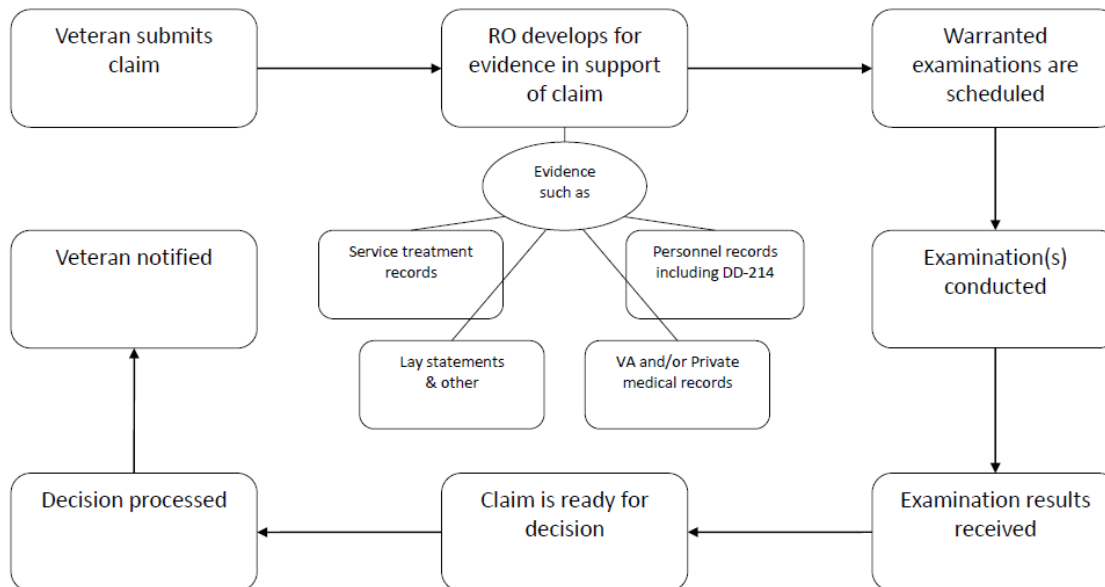 Veteran submits
claim
RO develops for
evidence in support
of claim
Warranted
examinations are
scheduled
Evidence
such as
Service treatment
records
Personnel records
including DD-214
Lay statements
& other
VA and/or Private
medical records
Veteran notified
Examination(s)
conducted
Decision processed
Claim is ready for
decision
Examination results
received